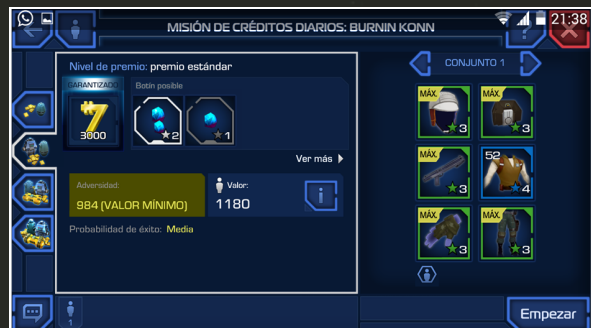 21:38
MISIÓN DE CRÉDITOS DIARIOS: BURNIN KONN
Nivel de premio: premio estándar
GARANTIZADO
3000
Botín posible
2
1
Ver más
Adversidad:
984 (VALOR MÍNIMO)
Valor:
1180
Probabilidad de éxito: Media
CONJUNTO 1
MÁX.
3
MÁX.
3
MÁX.
3
52
4
MÁX.
3
MÁX.
3
1
Empezar